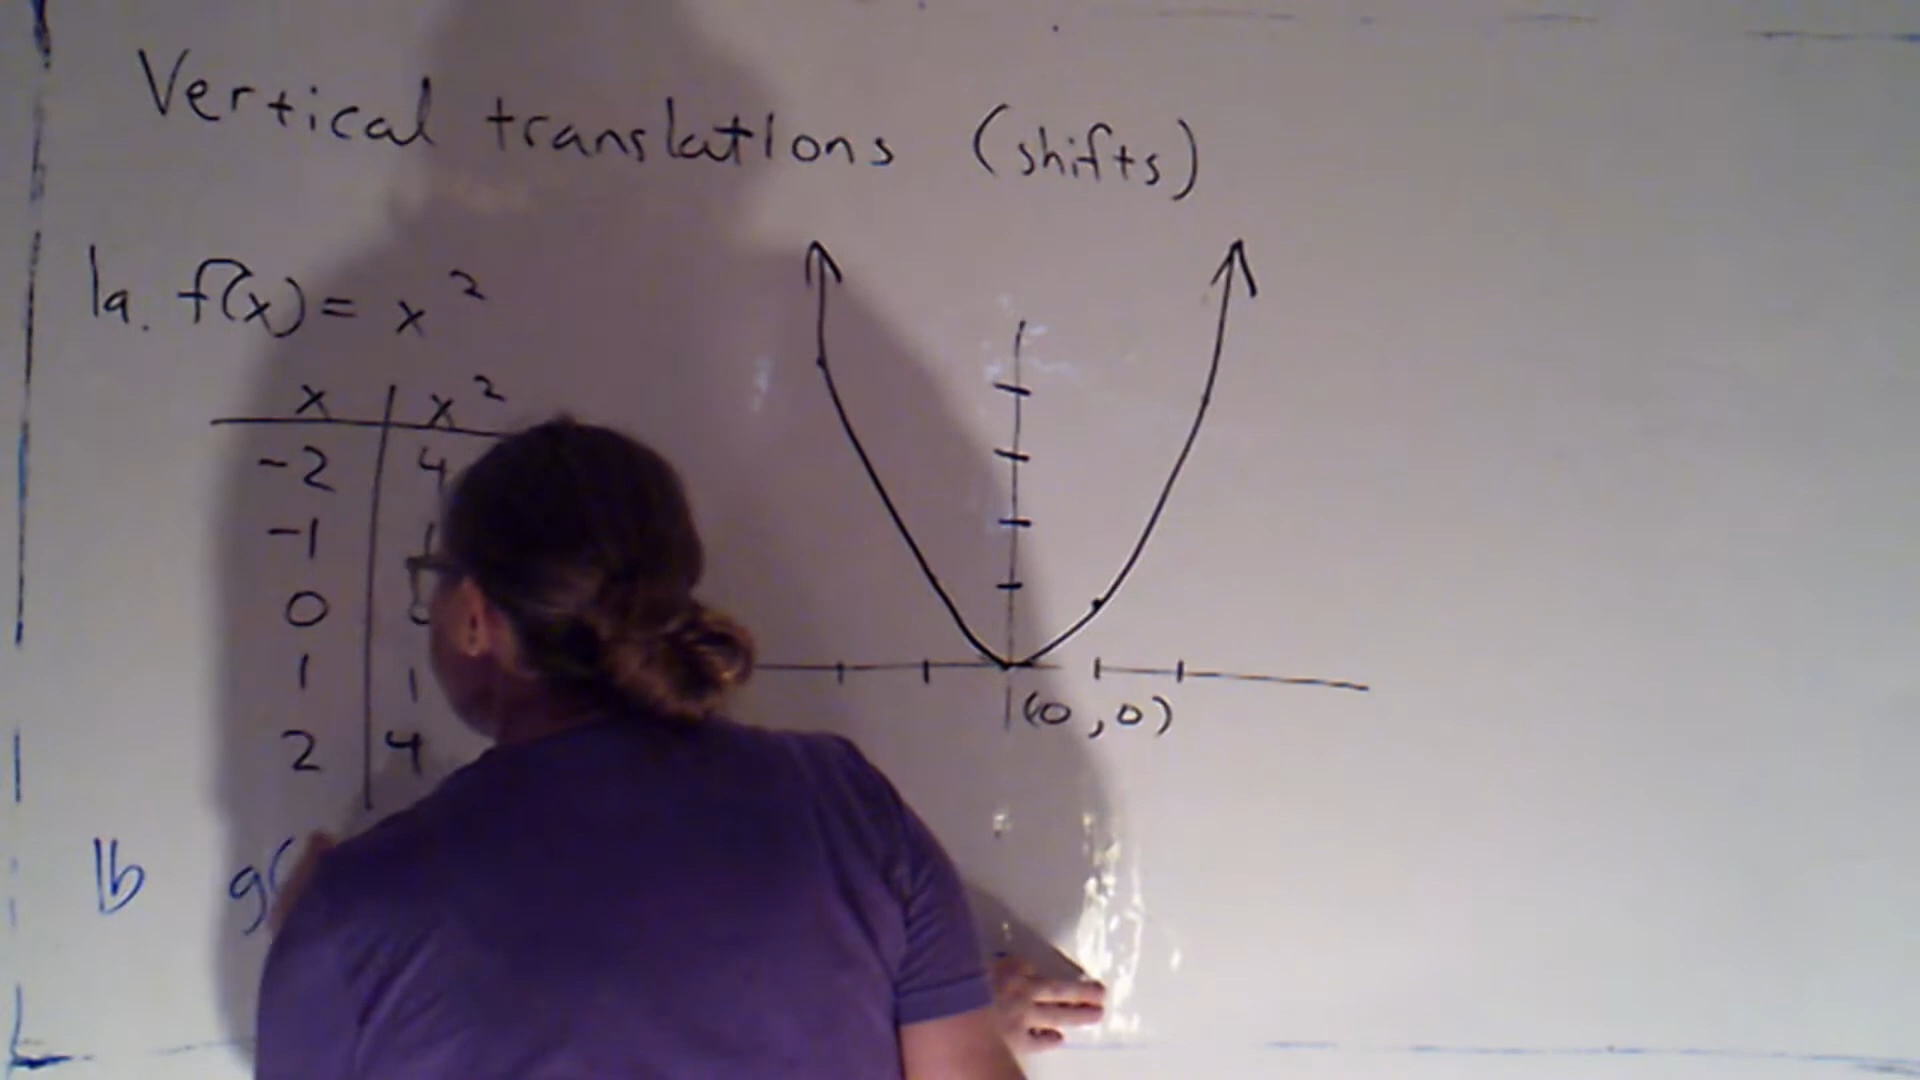 Vertical translations (shifts)
1a. f(x) = x²
x x²
-2 4
-1
0
1 1
2 4
(0,0)
1b g(